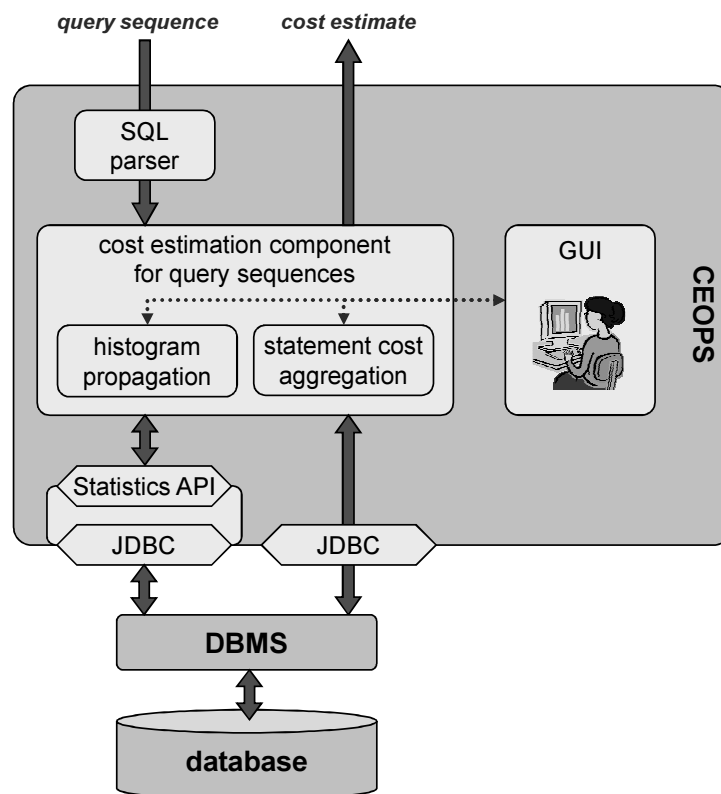 query sequence
cost estimate
SQL
parser
cost estimation component
for query sequences
GUI
CEOPS
histogram
propagation
statement cost
aggregation
Statistics API
JDBC
JDBC
DBMS
database